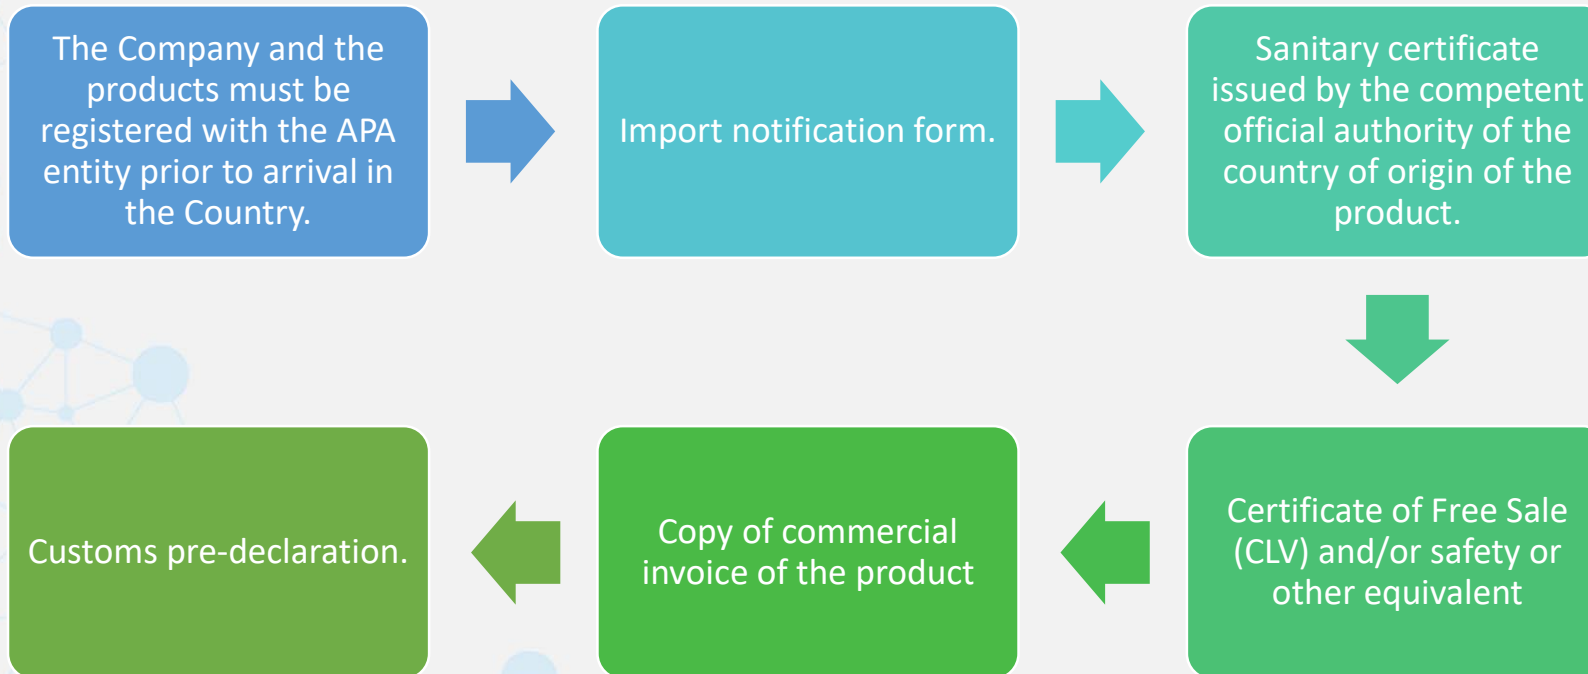 The Company and the
products must be
registered with the APA
entity prior to arrival in
the Country.
Import notification form.
Sanitary certificate
issued by the competent
official authority of the
country of origin of the
product.
Certificate of Free Sale
(CLV) and/or safety or
other equivalent
Copy of commercial
invoice of the product
Customs pre-declaration.